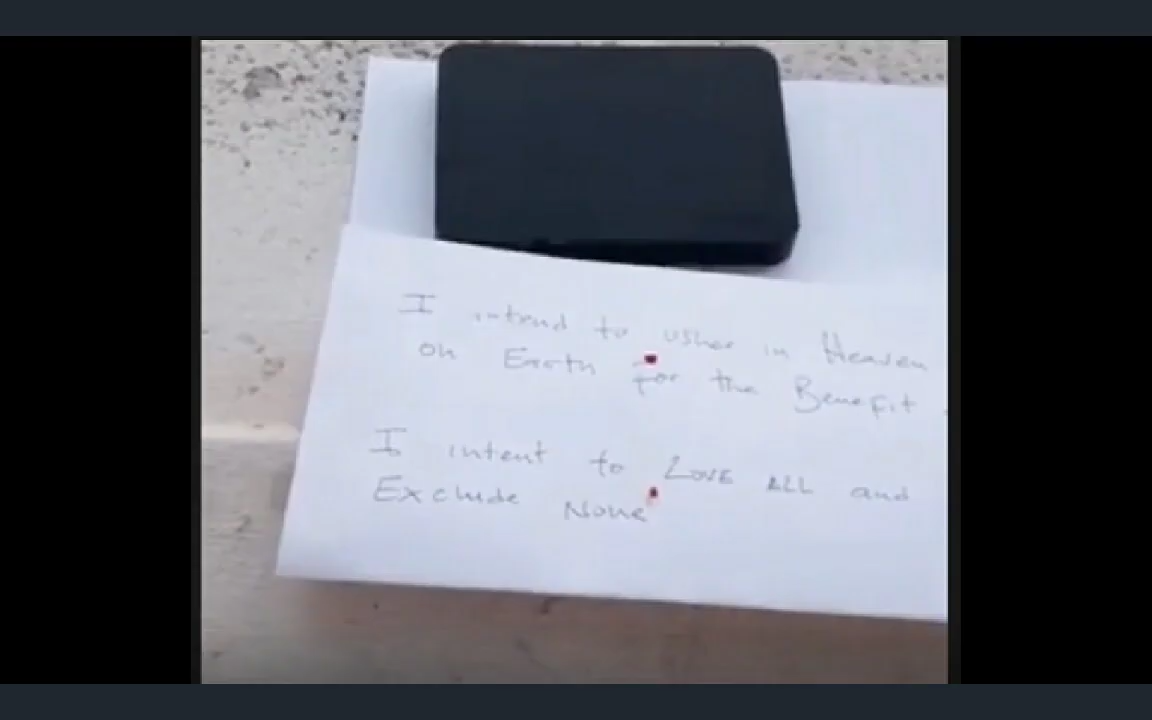 I intend to usher in Heaven
on Earth for the Benefit
I intent to LOVE ALL and
Exclude None